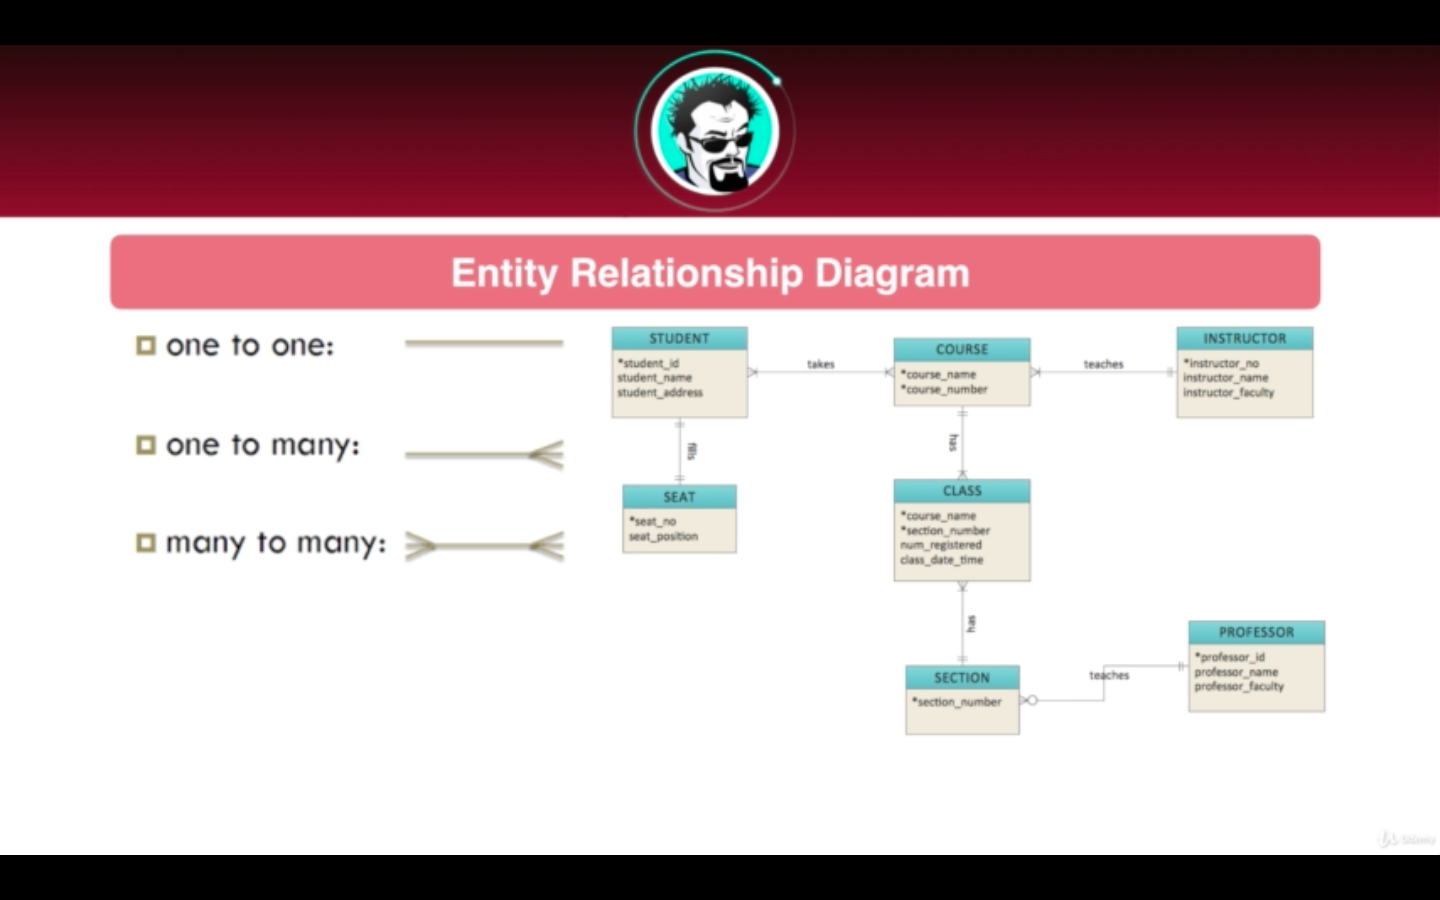 Entity Relationship Diagram
one to one:
one to many:
many to many:
STUDENT
*student_id
student_name
student_address
takes
COURSE
*course_name
*course_number
teaches
INSTRUCTOR
*instructor_no
instructor_name
instructor_faculty
fills
has
SEAT
*seat_no
seat_position
CLASS
*course_name
*section_number
num_registered
class_date_time
has
SECTION
*section_number
teaches
PROFESSOR
*professor_id
professor_name
professor_faculty
Udemy